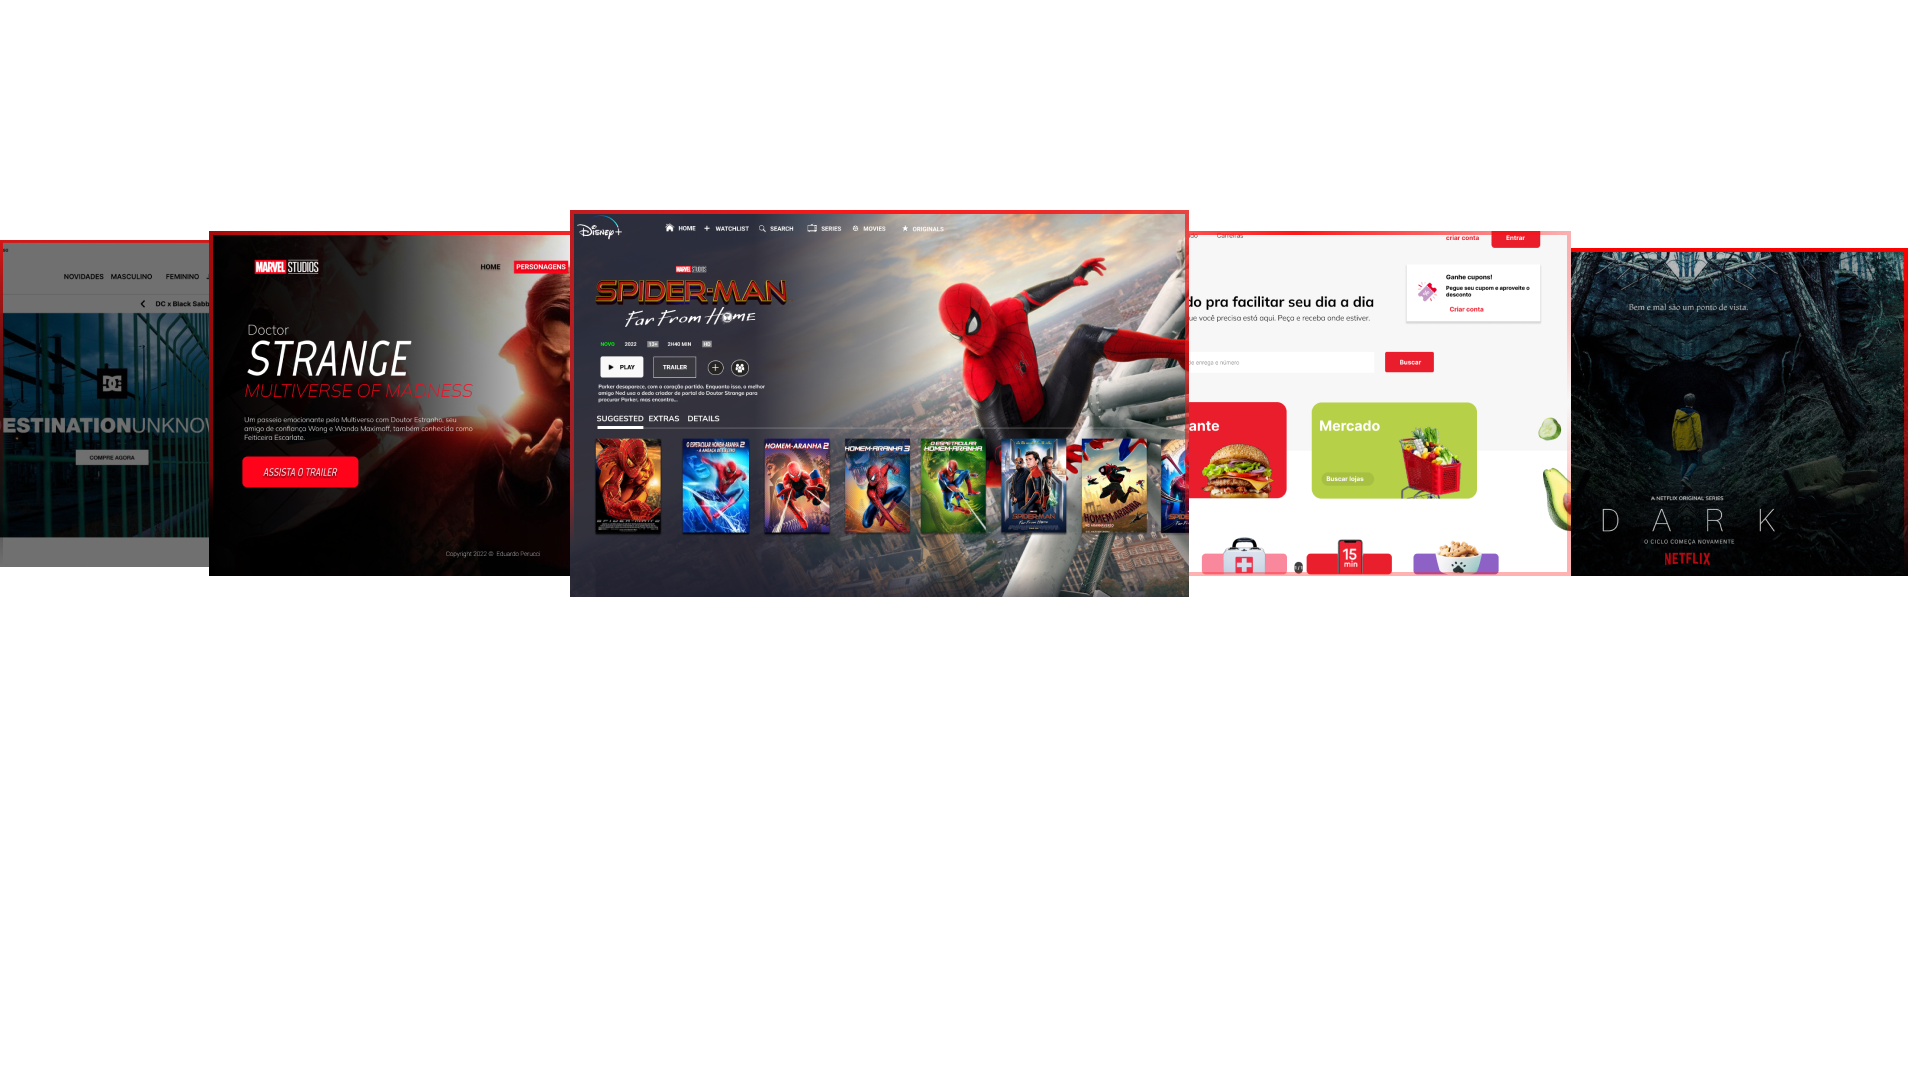 NOVIDADES MASCULINO FEMININO
DC x Black Sabb
ESTINATIONUNKNOW
COMPRE AGORA
MARVEL STUDIOS
HOME PERSONAGENS
Doctor
STRANGE
MULTIVERSE OF MADNESS
Um passeio emacionante pelo Multiverso com Doutor Estranho, seu
amigo de confiança Wong e Wanda Maximoff, também conhecida como
Feiticeira Escarlate.
ASSISTA O TRAILER
Copyright 2022 © Eduardo Perucci
Disney+
HOME + WATCHLIST SEARCH SERIES MOVIES ORIGINALS
MARVEL STUDIOS
SPIDER-MAN
Far From Home
NOVO 2022 12+ 2H40 MIN HD
PLAY TRAILER
Parker desaparece, com o coração partido. Enquanto isso, o melhor
amigo Ned usa o dedo criador de portal do Doutor Strange para
procurar Parker, mas encontra...
SUGGESTED EXTRAS DETAILS
O ESPETACULAR HOMEM-ARANHA 2
A AMEAÇA DE ELECTRO
HOMEM-ARANHA 2
HOMEM-ARANHA 3
O ESPETACULAR
HOMEM-ARANHA
SPIDER-MAN
Far From Home
HOMEM-ARANHA
Carreiras
criar conta Entrar
Ganhe cupons!
Pegue seu cupom e aproveite o
desconto
Criar conta
do pra facilitar seu dia a dia
ue você precisa está aqui. Peça e receba onde estiver.
e entrega e número
Buscar
ante
Mercado
Buscar lojas
15
min
Bem e mal são um ponto de vista.
A NETFLIX ORIGINAL SERIES
DARK
O CICLO COMEÇA NOVAMENTE
NETFLIX